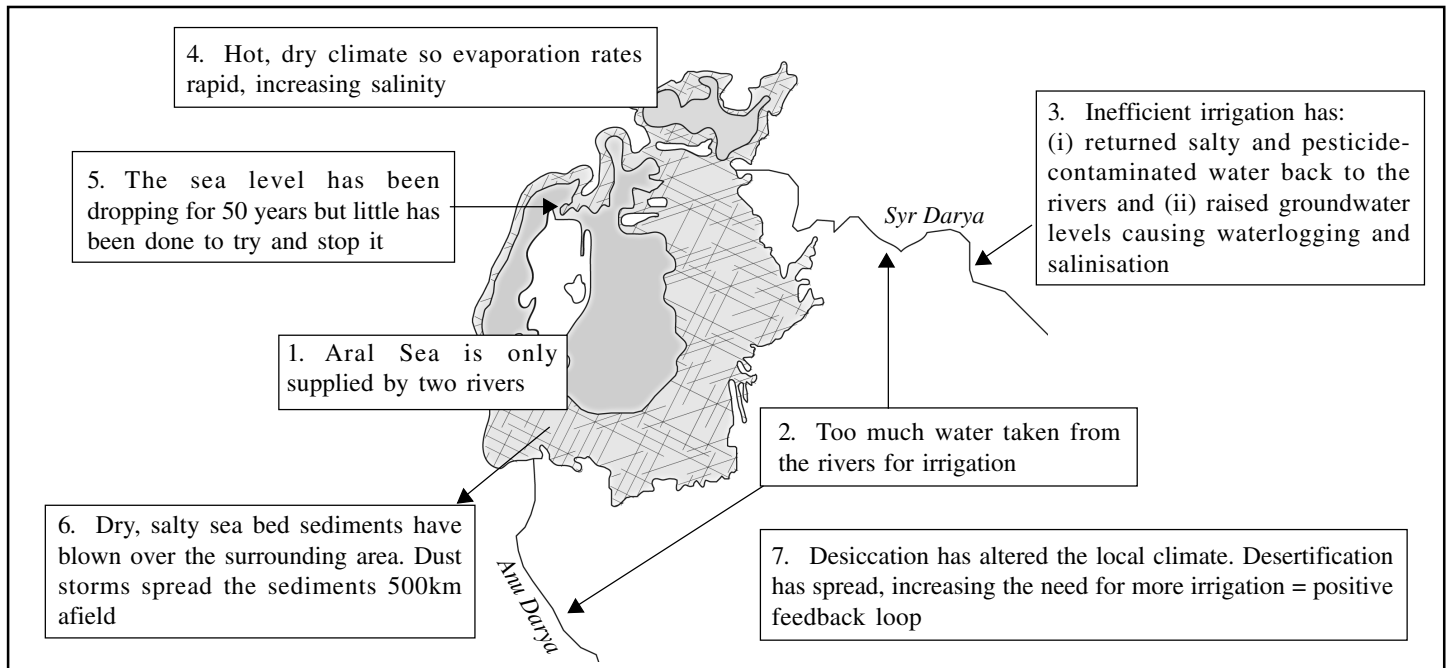 4. Hot, dry climate so evaporation rates
rapid, increasing salinity
3. Inefficient irrigation has:
(i) returned salty and pesticide-
contaminated water back to the
rivers and (ii) raised groundwater
levels causing waterlogging and
salinisation
5. The sea level has been
dropping for 50 years but little has
been done to try and stop it
Syr Darya
1. Aral Sea is only
supplied by two rivers
2. Too much water taken from
the rivers for irrigation
6. Dry, salty sea bed sediments have
blown over the surrounding area. Dust
storms spread the sediments 500km
afield
Anu Darya
7. Desiccation has altered the local climate. Desertification
has spread, increasing the need for more irrigation = positive
feedback loop